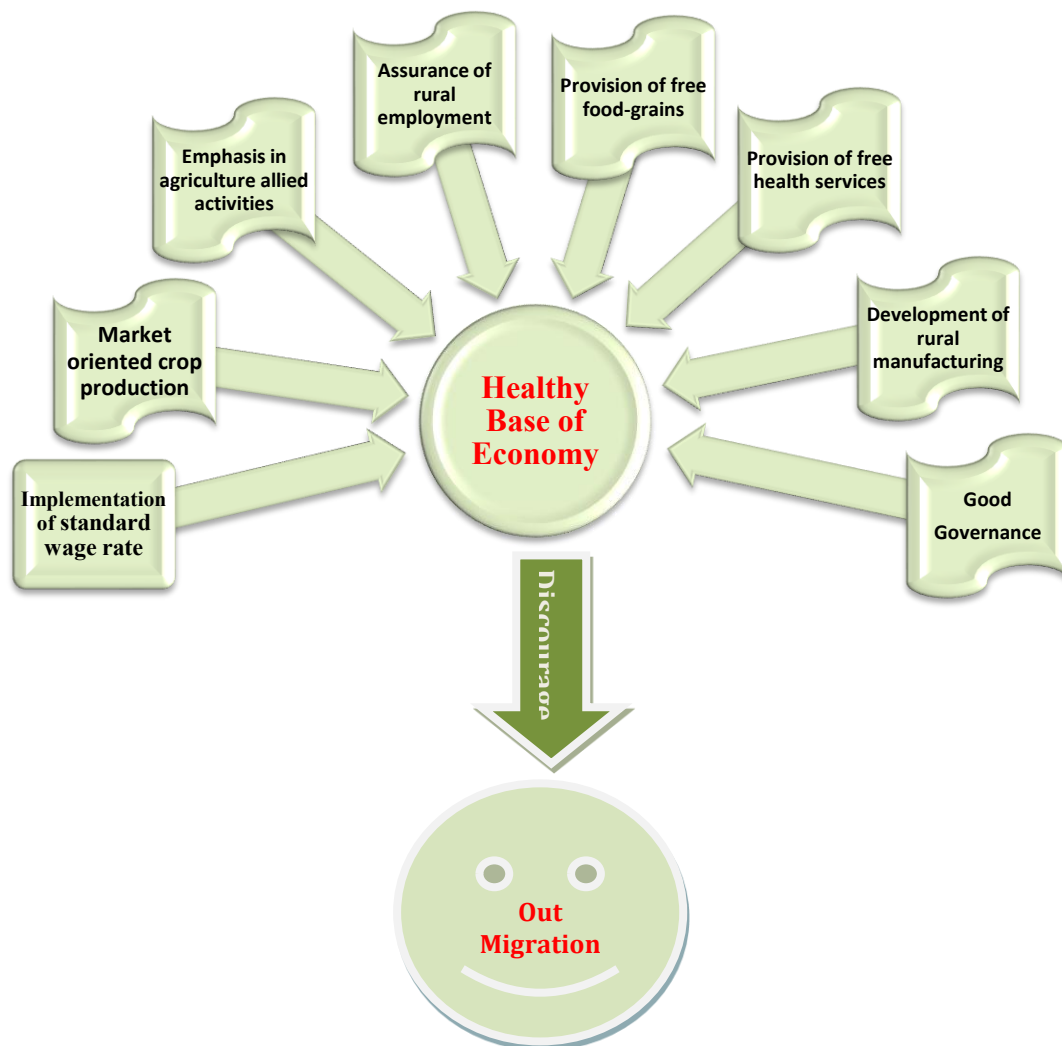 Implementation
of standard
wage rate
Market
oriented crop
production
Emphasis in
agriculture allied
activities
Assurance of
rural
employment
Provision of free
food-grains
Provision of free
health services
Development of
rural
manufacturing
Good
Governance
Healthy
Base of
Economy
Discourage
Out
Migration